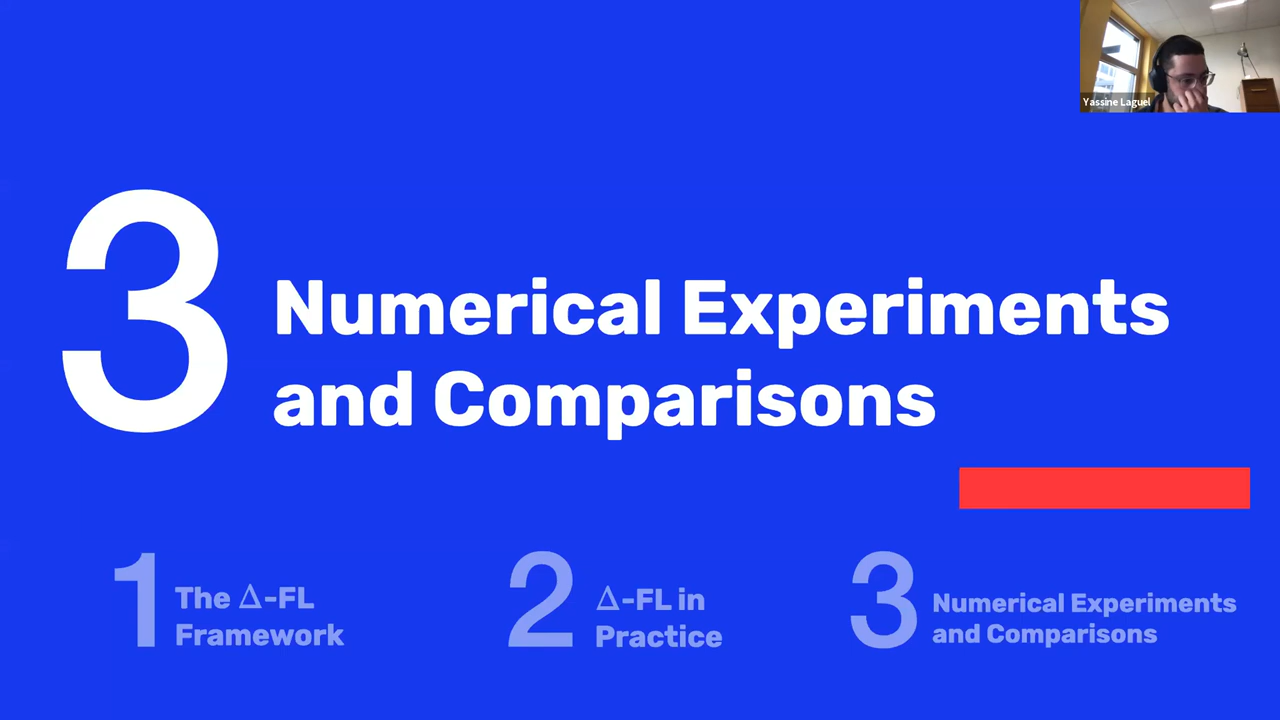 Yassine Laguel
3
Numerical Experiments
and Comparisons
1
The Δ-FL
Framework
2
Δ-FL in
Practice
3
Numerical Experiments
and Comparisons